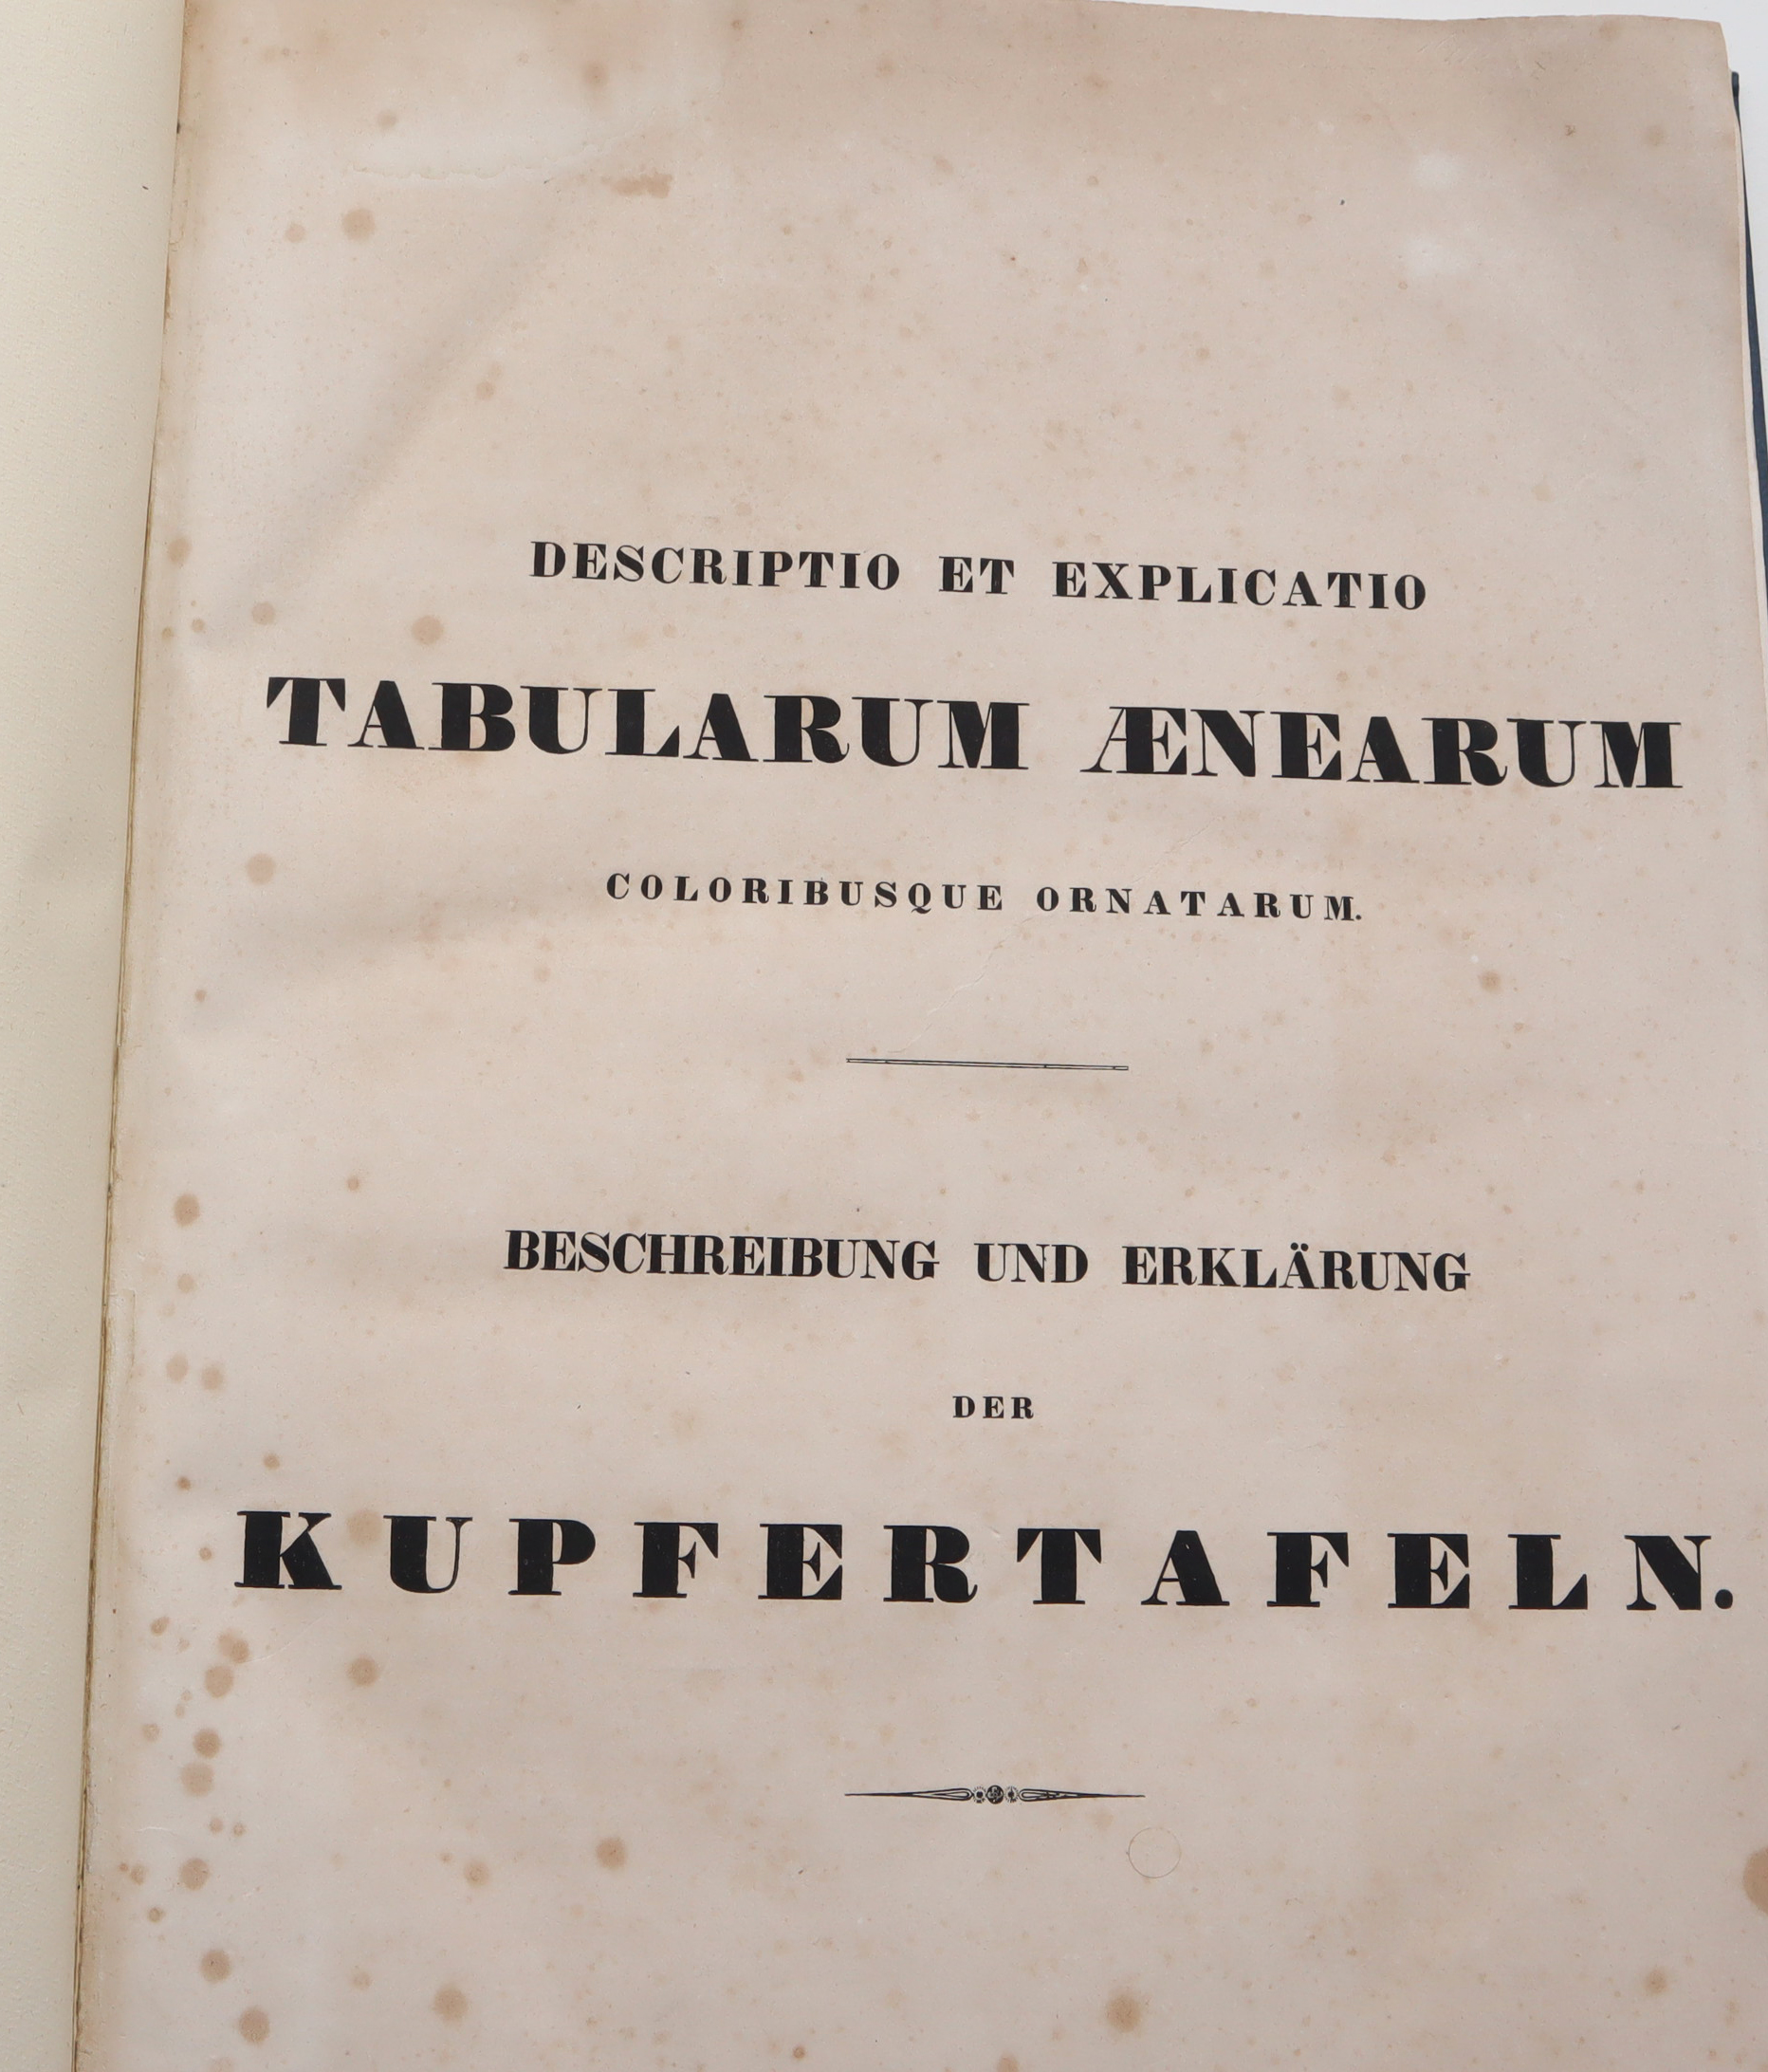 DESCRIPTIO ET EXPLICATIO
TABULARUM ÆNEARUM
COLORIBUSQUE ORNATARUM.
BESCHREIBUNG UND ERKLÄRUNG
DER
KUPFERTAFELN.